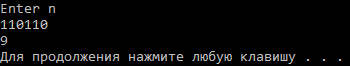 Enter n
110110
9
Для продолжения нажмите любую клавишу . . .